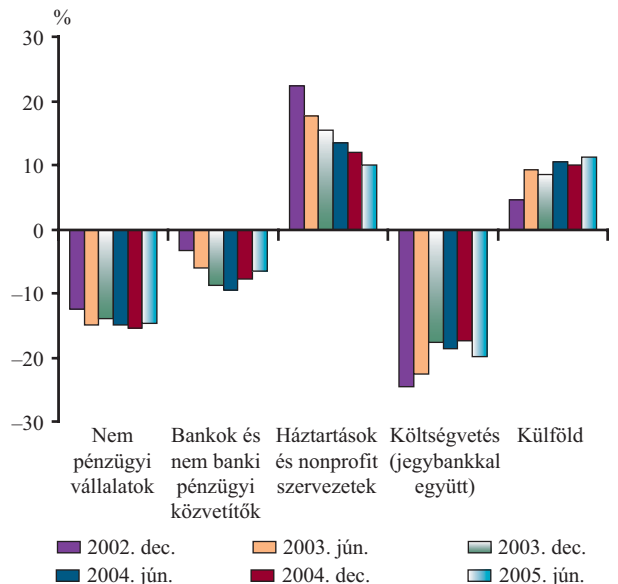 %
30
20
10
0
–10
–20
–30
Nem
pénzügyi
vállalatok
Bankok és
nem banki
pénzügyi
közvetítők
Háztartások
és nonprofit
szervezetek
Költségvetés
(jegybankkal
együtt)
Külföld
2002. dec.
2003. jún.
2003. dec.
2004. jún.
2004. dec.
2005. jún.